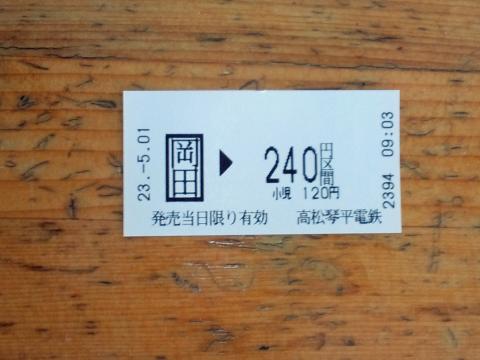 23.-5.01
岡田 ▶ 240円区間
小児 120円
発売当日限り有効 高松琴平電鉄
2394 09:03